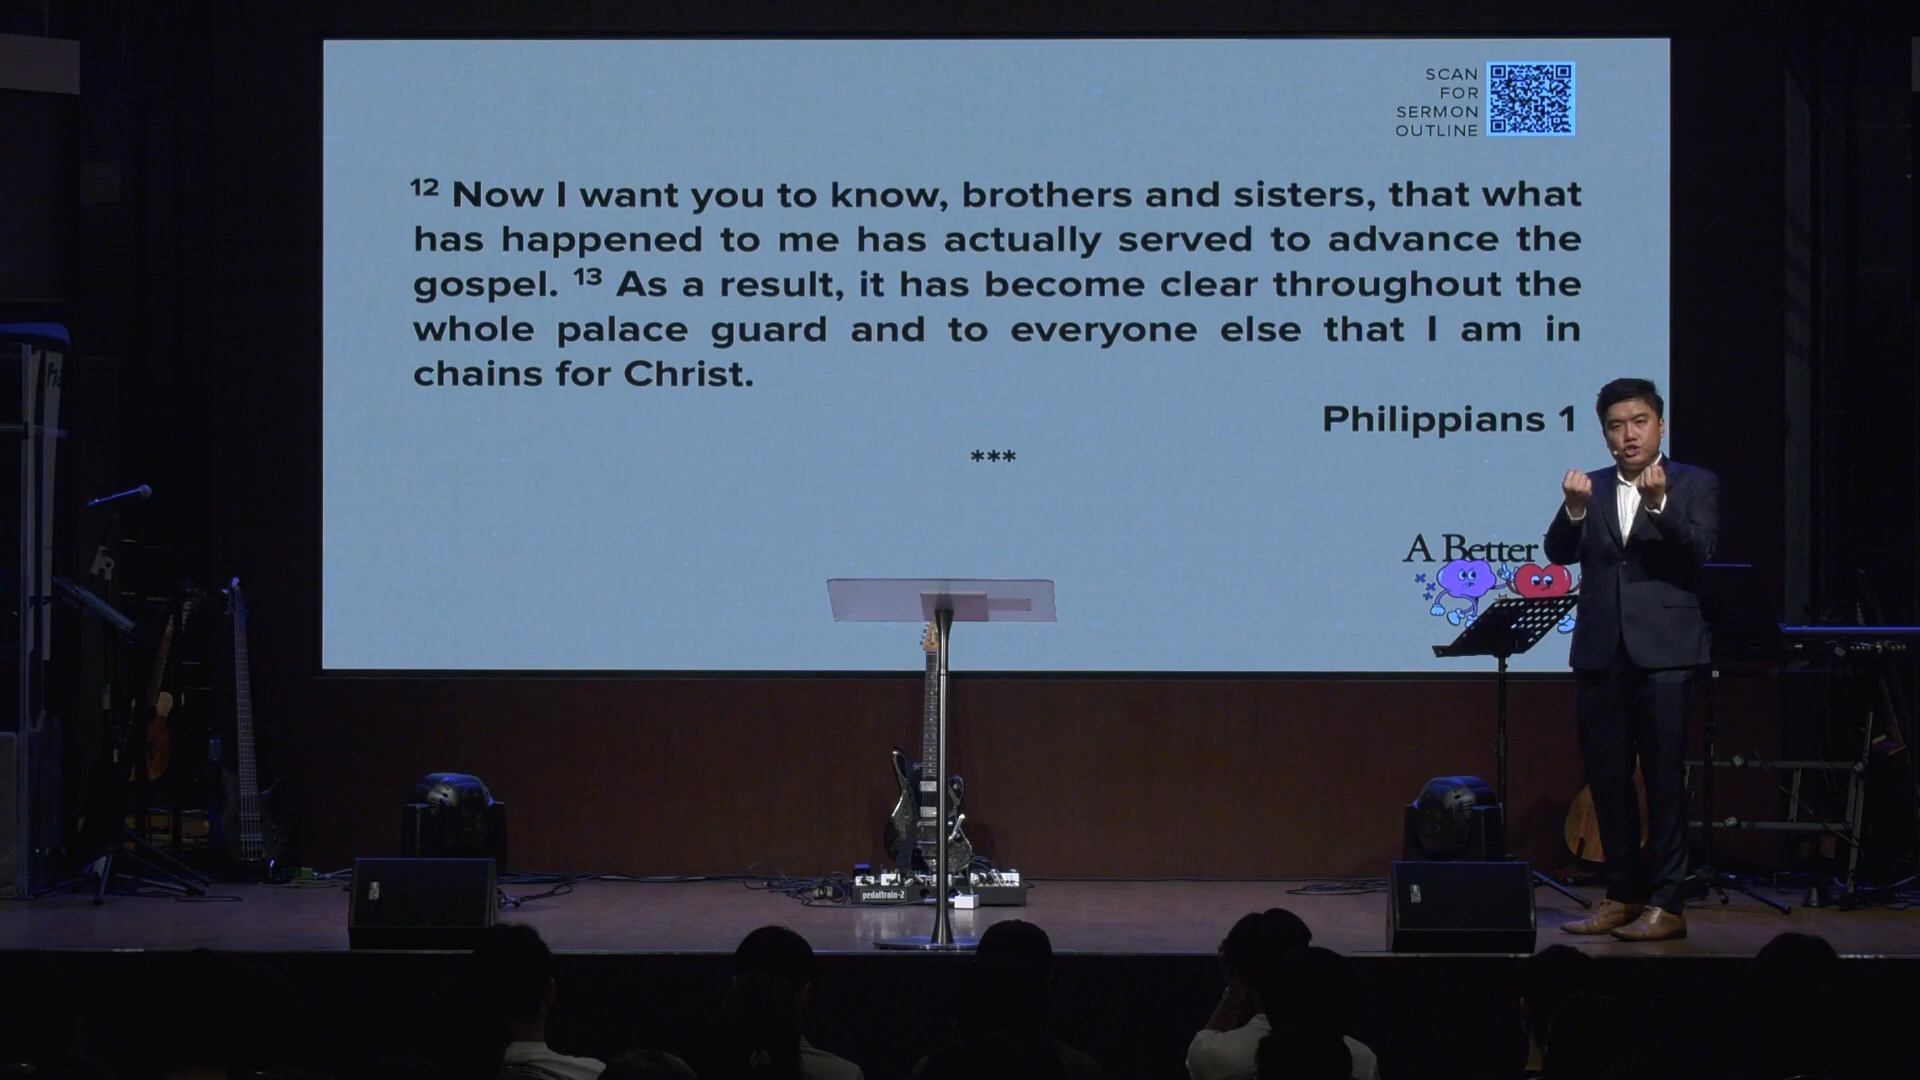 SCAN
FOR
SERMON
OUTLINE
12 Now I want you to know, brothers and sisters, that what
has happened to me has actually served to advance the
gospel. 13 As a result, it has become clear throughout the
whole palace guard and to everyone else that I am in
chains for Christ.
Philippians 1
***
A Better
pedaltrain-2